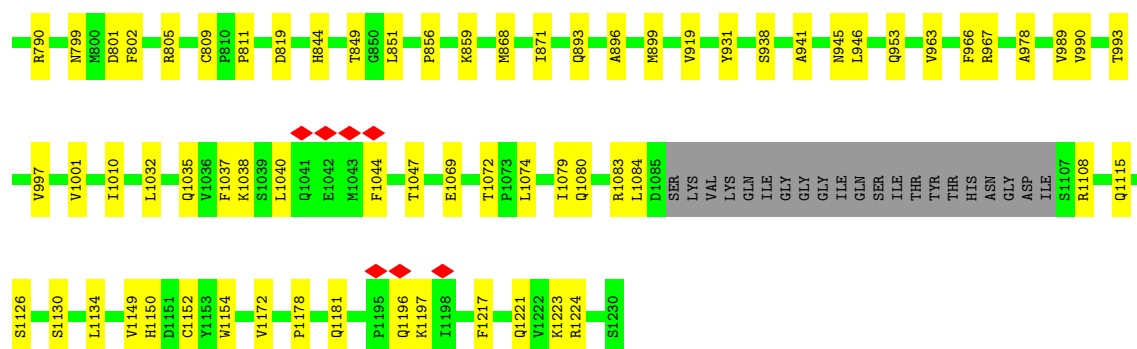 R790 N799 M800 D801 F802 R805 C809 P810 P811 D819 H844 T849 G850 L851 P856 K859 M868 I871 Q893 A896 M899 V919 Y931 S938 A941 N945 L946 Q953 V963 F966 R967 A978 V989 V990 T993
V997 V1001 I1010 L1032 Q1035 V1036 F1037 K1038 S1039 L1040 Q1041 E1042 M1043 F1044 T1047 E1069 T1072 P1073 L1074 I1079 Q1080 R1083 L1084 D1085 SER LYS VAL LYS GLN ILE GLY GLY GLY ILE GLN SER ILE THR TYR THR HIS ASN GLY ASP ILE S1107 R1108 Q1115
S1126 S1130 L1134 V1149 H1150 D1151 C1152 Y1153 W1154 V1172 P1178 Q1181 P1195 Q1196 K1197 I1198 F1217 Q1221 V1222 K1223 R1224 S1230